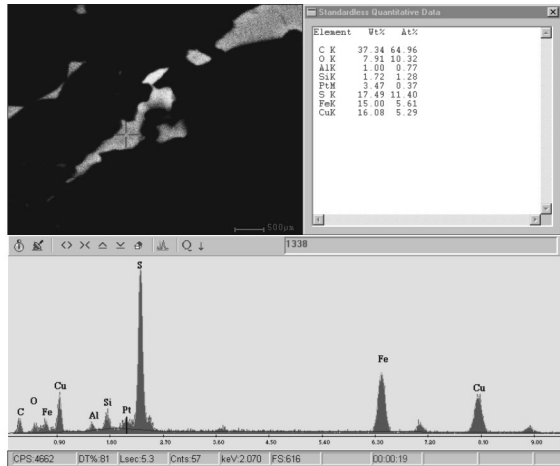 Standardless Quantitative Data
Element Wt% At%
C K 37.34 64.96
O K 7.91 10.32
AlK 1.00 0.77
SiK 1.72 1.28
PtM 3.47 0.37
S K 17.49 11.40
FeK 15.00 5.61
CuK 16.08 5.29
500µm
Q
1338
C
O
Fe
Cu
Al
Si
Pt
S
Fe
Cu
0.90 1.80 2.70 3.60 4.50 5.40 6.30 7.20 8.10 9.00
CPS:4662 DT%:81 Lsec:5.3 Cnts:57 keV:2.070 FS:616 00:00:19